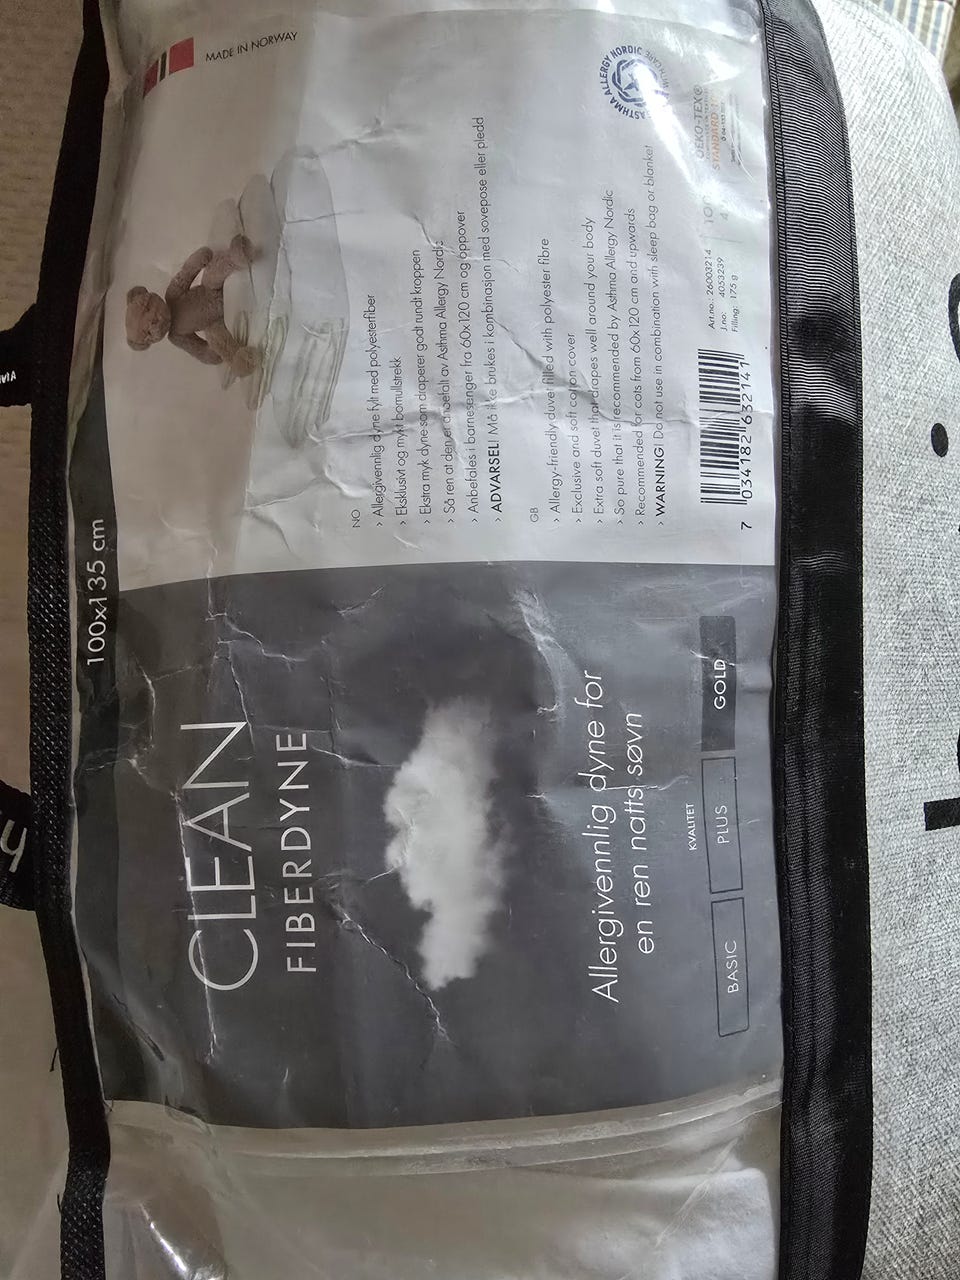 100x135 cm
CLEAN
FIBERDYNE
Allergivennlig dyne for
en ren natts søvn
KVALITET
BASIC
PLUS
GOLD
MADE IN NORWAY
NO
› Allergivennlig dyne fylt med polyesterfiber
› Eksklusivt og mykt bomullstrekk
› Ekstra myk dyne som draperer godt rundt kroppen
› Så ren at den er anbefalt av Asthma Allergy Nordic
› Anbefales i barnesenger fra 60x120 cm og oppover
› ADVARSEL! Må ikke brukes i kombinasjon med sovepose eller pledd
GB
› Allergy-friendly duvet filled with polyester fibre
› Exclusive and soft cotton cover
› Extra soft duvet that drapes well around your body
› So pure that it is recommended by Asthma Allergy Nordic
› Recommended for cots from 60x120 cm and upwards
› WARNING! Do not use in combination with sleep bag or blanket
7 034182 632141
Art.no.: 26003214
J.no: 4053239
Filling: 175 g
ASTHMA ALLERGY NORDIC
OEKO-TEX®
STANDARD